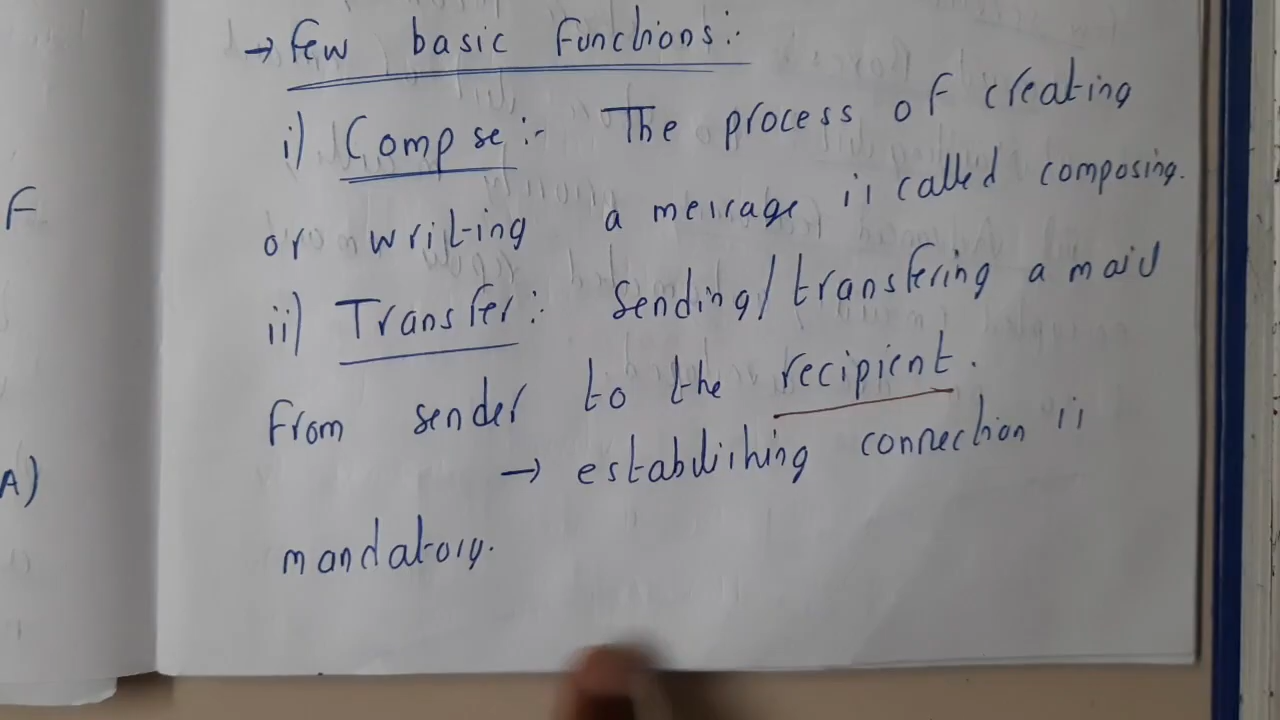 → Few basic Functions:-
i) Compose:- The process of creating
or writing a message is called composing.
ii) Transfer:- Sending/transfering a mail
from sender to the recipient.
→ establishing connection is
mandatory.
F
A)